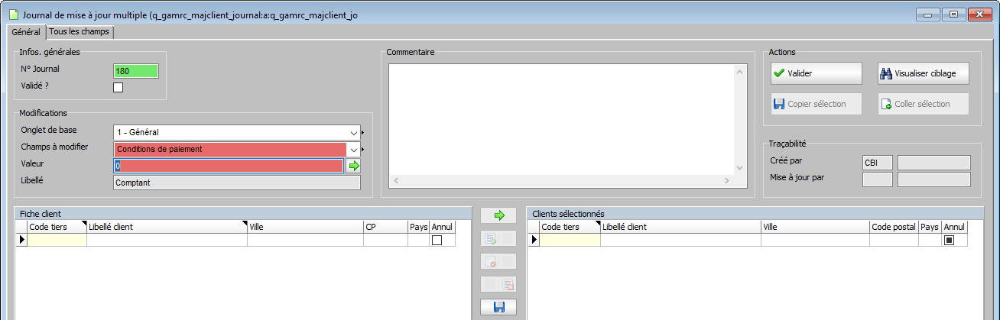 Journal de mise à jour multiple (q_gamrc_majclient_journal:a:q_gamrc_majclient_jo
Général Tous les champs
Infos. générales
N° Journal 180
Validé ?
Modifications
Onglet de base 1 - Général
Champs à modifier Conditions de paiement
Valeur 0
Libellé Comptant
Commentaire
Actions
Valider Visualiser ciblage
Copier sélection Coller sélection
Traçabilité
Créé par CBI
Mise à jour par
Fiche client
Code tiers Libellé client Ville CP Pays Annul
Clients sélectionnés
Code tiers Libellé client Ville Code postal Pays Annul